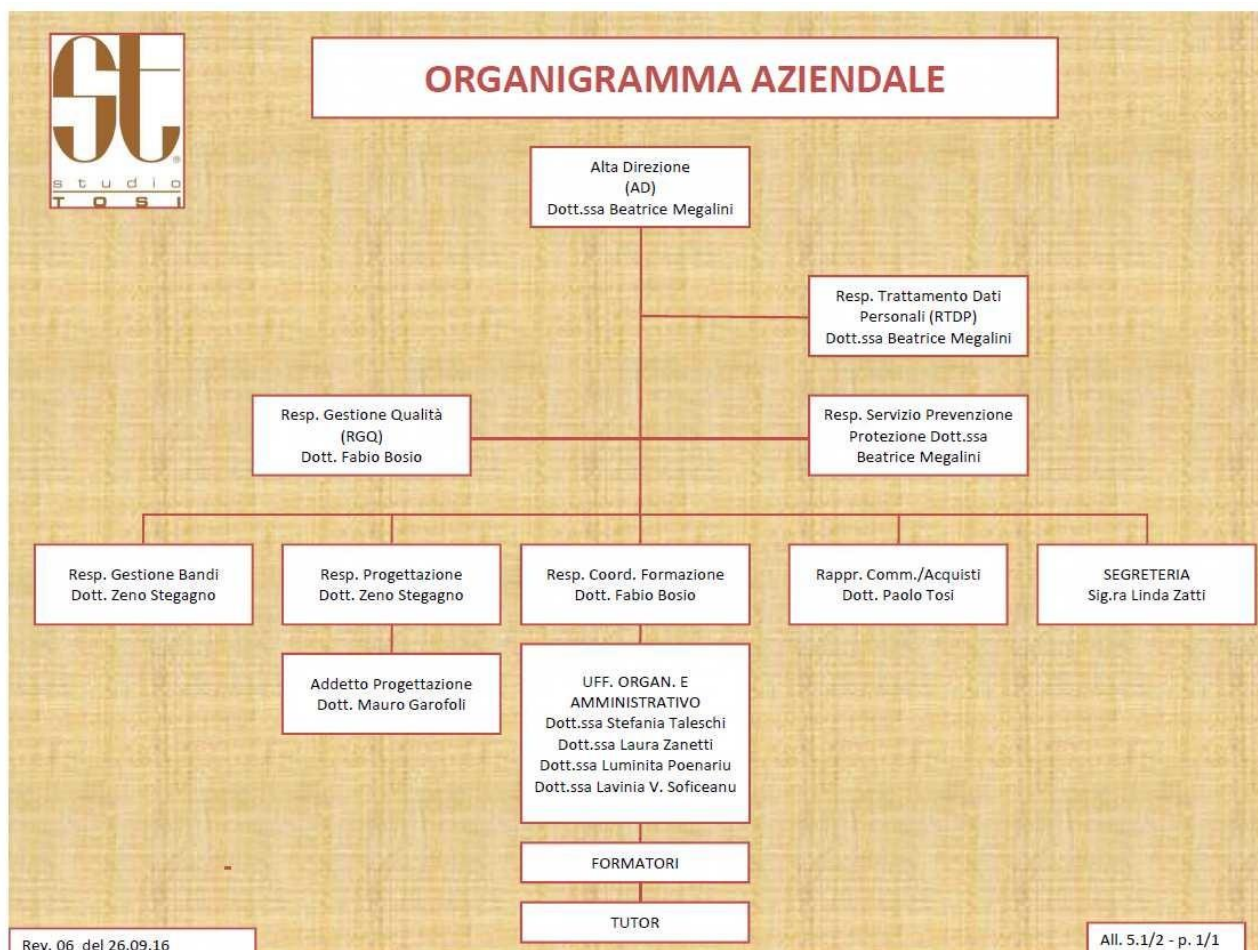 st®
studio
TOSI
ORGANIGRAMMA AZIENDALE
Alta Direzione
(AD)
Dott.ssa Beatrice Megalini
Resp. Trattamento Dati
Personali (RTDP)
Dott.ssa Beatrice Megalini
Resp. Gestione Qualità
(RGQ)
Dott. Fabio Bosio
Resp. Servizio Prevenzione
Protezione Dott.ssa
Beatrice Megalini
Resp. Gestione Bandi
Dott. Zeno Stegagno
Resp. Progettazione
Dott. Zeno Stegagno
Resp. Coord. Formazione
Dott. Fabio Bosio
Rappr. Comm./Acquisti
Dott. Paolo Tosi
SEGRETERIA
Sig.ra Linda Zatti
Addetto Progettazione
Dott. Mauro Garofoli
UFF. ORGAN. E
AMMINISTRATIVO
Dott.ssa Stefania Taleschi
Dott.ssa Laura Zanetti
Dott.ssa Luminita Poenariu
Dott.ssa Lavinia V. Soficeanu
FORMATORI
TUTOR
Rev. 06 del 26.09.16
All. 5.1/2 - p. 1/1